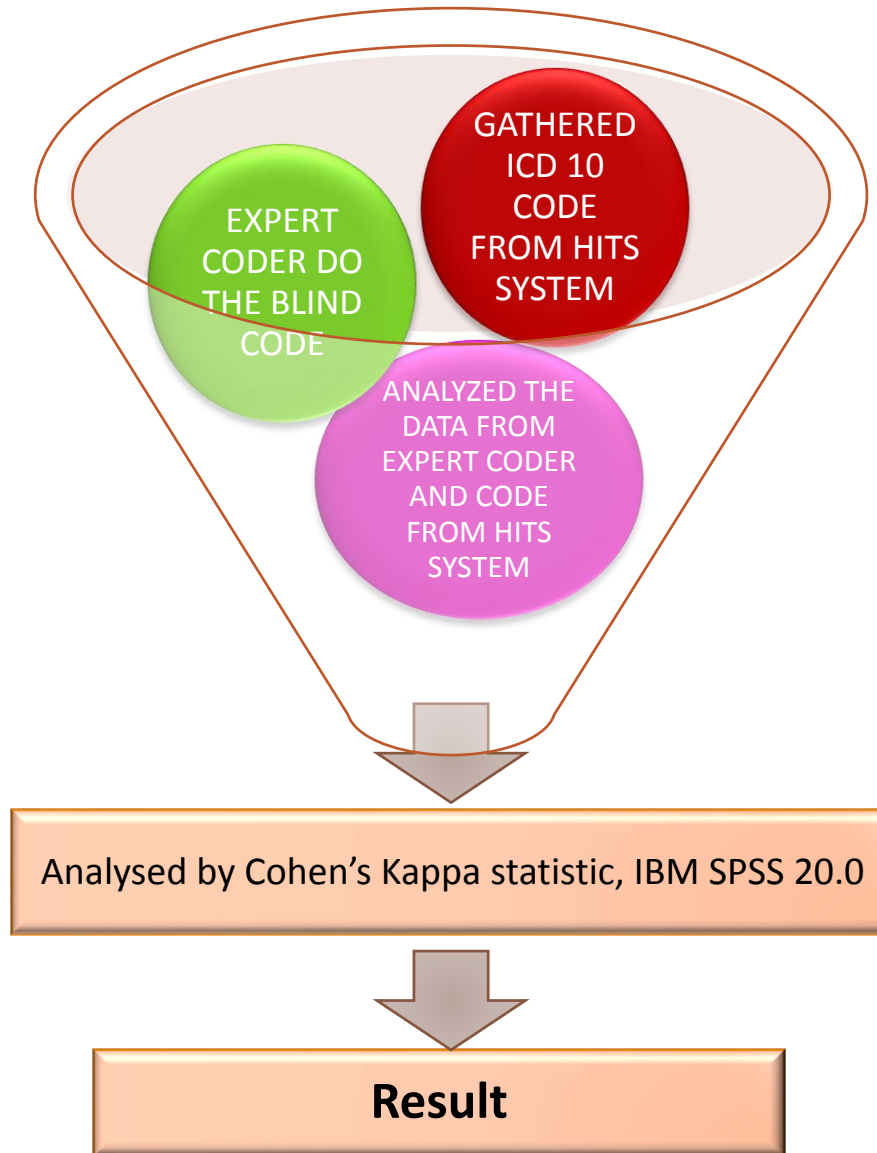 GATHERED
ICD 10
CODE
FROM HITS
SYSTEM
EXPERT
CODER DO
THE BLIND
CODE
ANALYZED THE
DATA FROM
EXPERT CODER
AND CODE
FROM HITS
SYSTEM
Analysed by Cohen’s Kappa statistic, IBM SPSS 20.0
Result